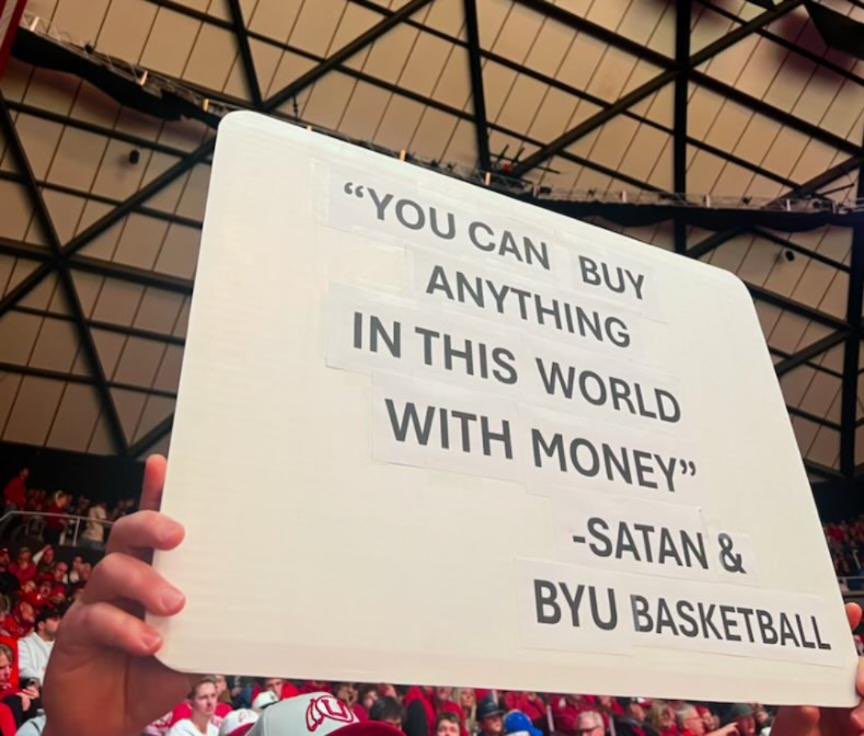 “YOU CAN BUY
ANYTHING
IN THIS WORLD
WITH MONEY”
-SATAN &
BYU BASKETBALL
U